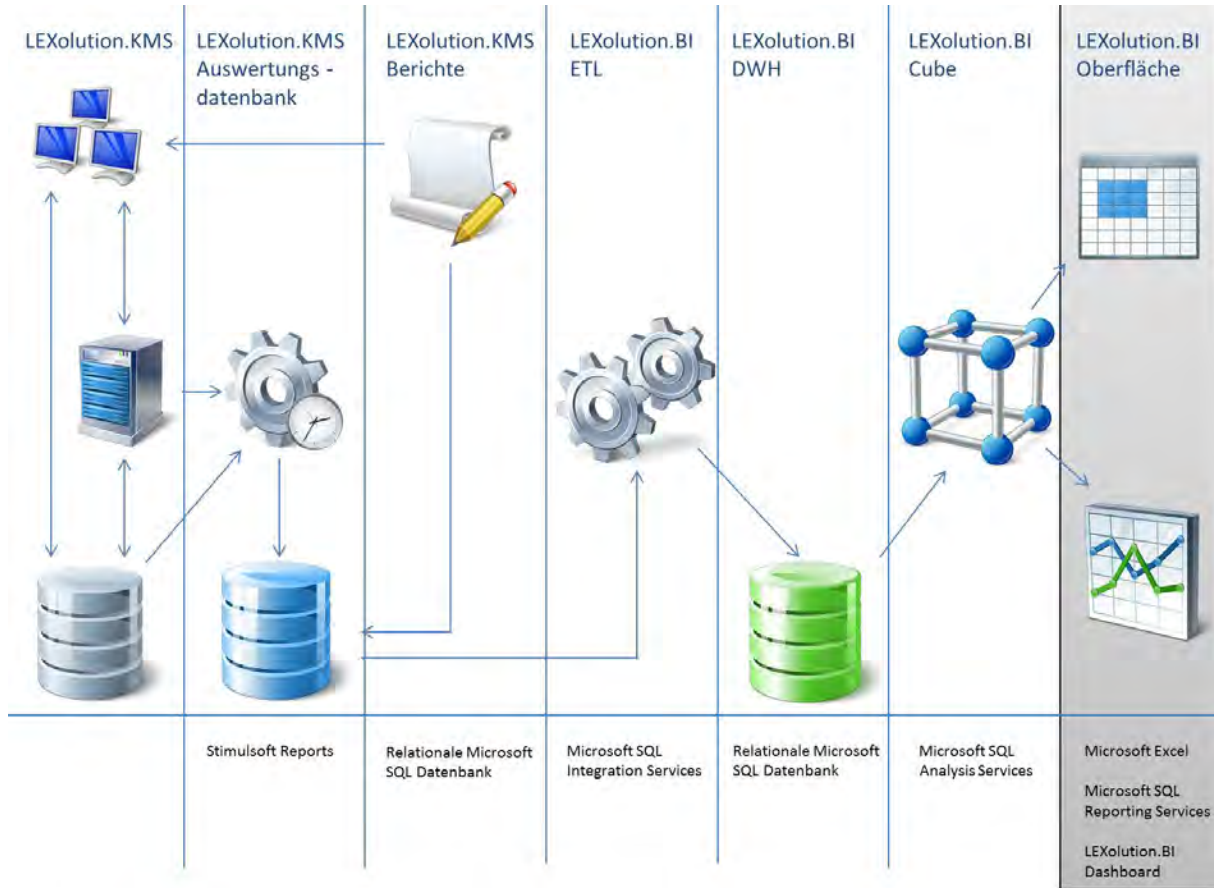 LEXolution.KMS
LEXolution.KMS
Auswertungs -
datenbank
LEXolution.KMS
Berichte
LEXolution.BI
ETL
LEXolution.BI
DWH
LEXolution.BI
Cube
LEXolution.BI
Oberfläche
Stimulsoft Reports
Relationale Microsoft
SQL Datenbank
Microsoft SQL
Integration Services
Relationale Microsoft
SQL Datenbank
Microsoft SQL
Analysis Services
Microsoft Excel
Microsoft SQL
Reporting Services
LEXolution.BI
Dashboard